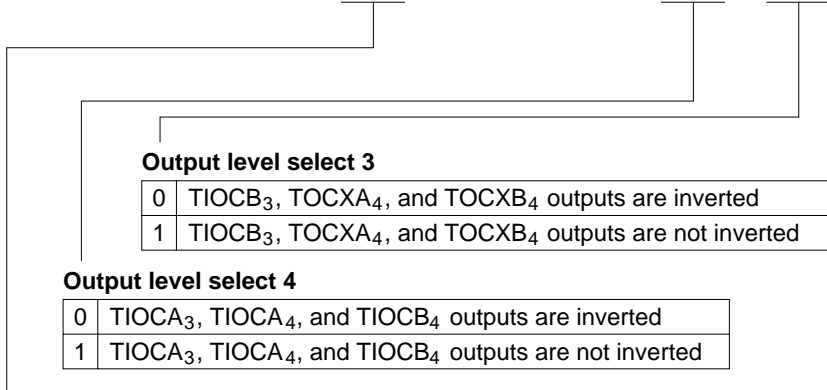 Output level select 3
0 TIOCB₃, TOCXA₄, and TOCXB₄ outputs are inverted
1 TIOCB₃, TOCXA₄, and TOCXB₄ outputs are not inverted
Output level select 4
0 TIOCA₃, TIOCA₄, and TIOCB₄ outputs are inverted
1 TIOCA₃, TIOCA₄, and TIOCB₄ outputs are not inverted